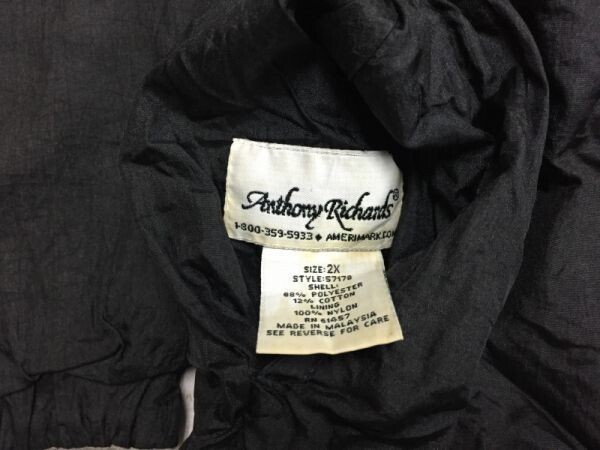 Anthony Richards®
1-800-359-5933 ♦ AMERIMARK.COM
SIZE: 2X
STYLE: 57178
SHELL:
88% POLYESTER
12% COTTON
LINING
100% NYLON
RN 61457
MADE IN MALAYSIA
SEE REVERSE FOR CARE